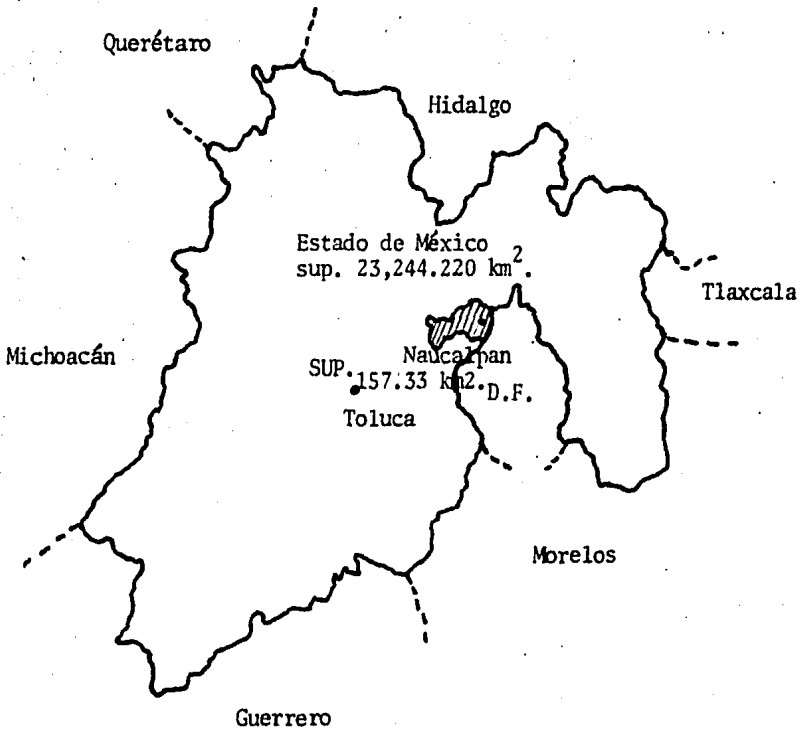 Querétaro
Hidalgo
Estado de México
sup. 23,244.220 km².
Tlaxcala
Michoacán
Naucalpan
SUP. 157.33 km2.
D.F.
Toluca
Morelos
Guerrero